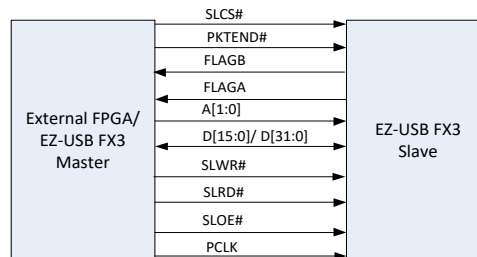 SLCS#
PKTEND#
FLAGB
FLAGA
A[1:0]
D[15:0]/ D[31:0]
SLWR#
SLRD#
SLOE#
PCLK
External FPGA/
EZ-USB FX3
Master
EZ-USB FX3
Slave